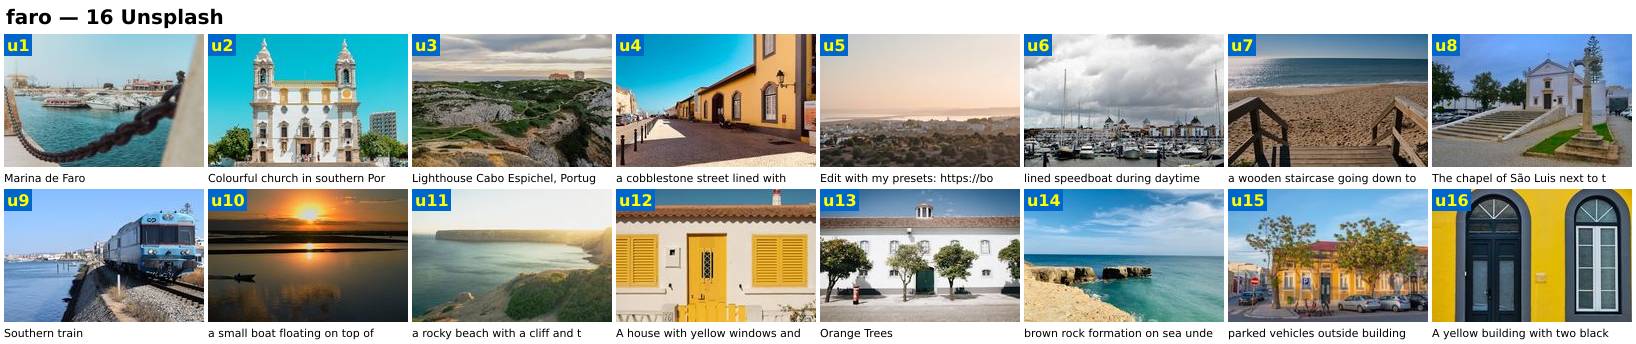 faro — 16 Unsplash
u1
u2
u3
u4
u5
u6
u7
u8
Marina de Faro
Colourful church in southern Por
Lighthouse Cabo Espichel, Portug
a cobblestone street lined with
Edit with my presets: https://bo
lined speedboat during daytime
a wooden staircase going down to
The chapel of São Luis next to t
u9
u10
u11
u12
u13
u14
u15
u16
Southern train
a small boat floating on top of
a rocky beach with a cliff and t
A house with yellow windows and
Orange Trees
brown rock formation on sea unde
parked vehicles outside building
A yellow building with two black